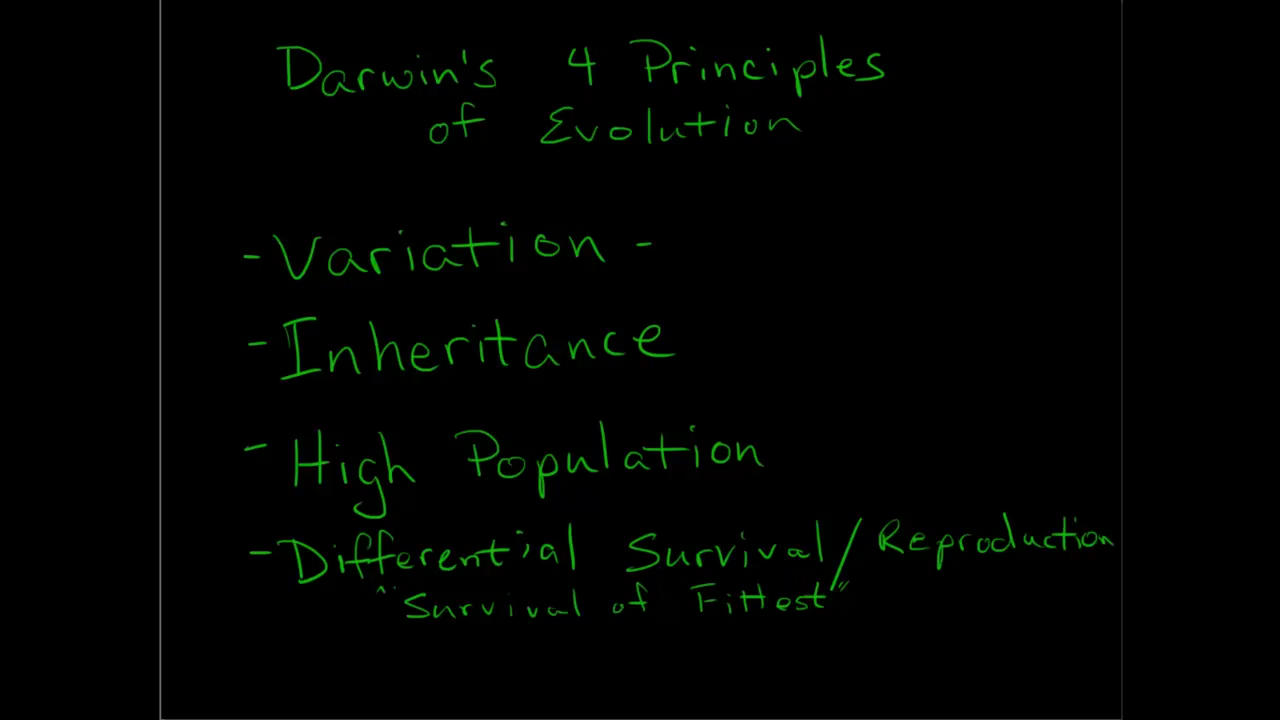 Darwin's 4 Principles
of Evolution
- Variation -
- Inheritance
- High Population
- Differential Survival / Reproduction
"Survival of Fittest"